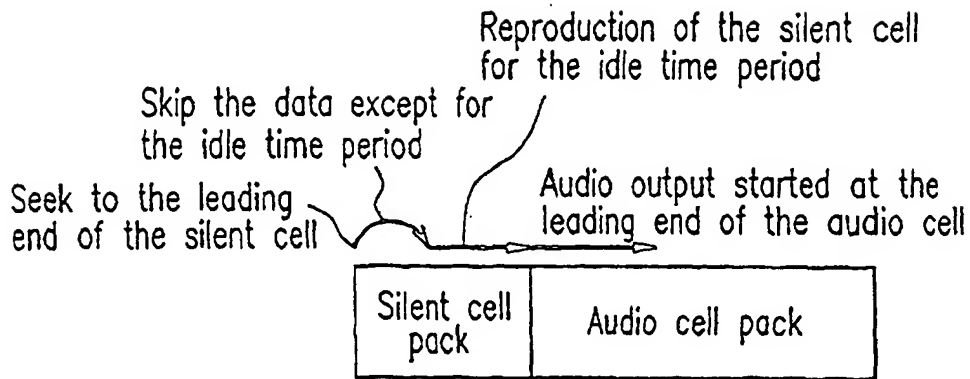 Reproduction of the silent cell
for the idle time period
Skip the data except for
the idle time period
Seek to the leading
end of the silent cell
Audio output started at the
leading end of the audio cell
Silent cell
pack
Audio cell pack